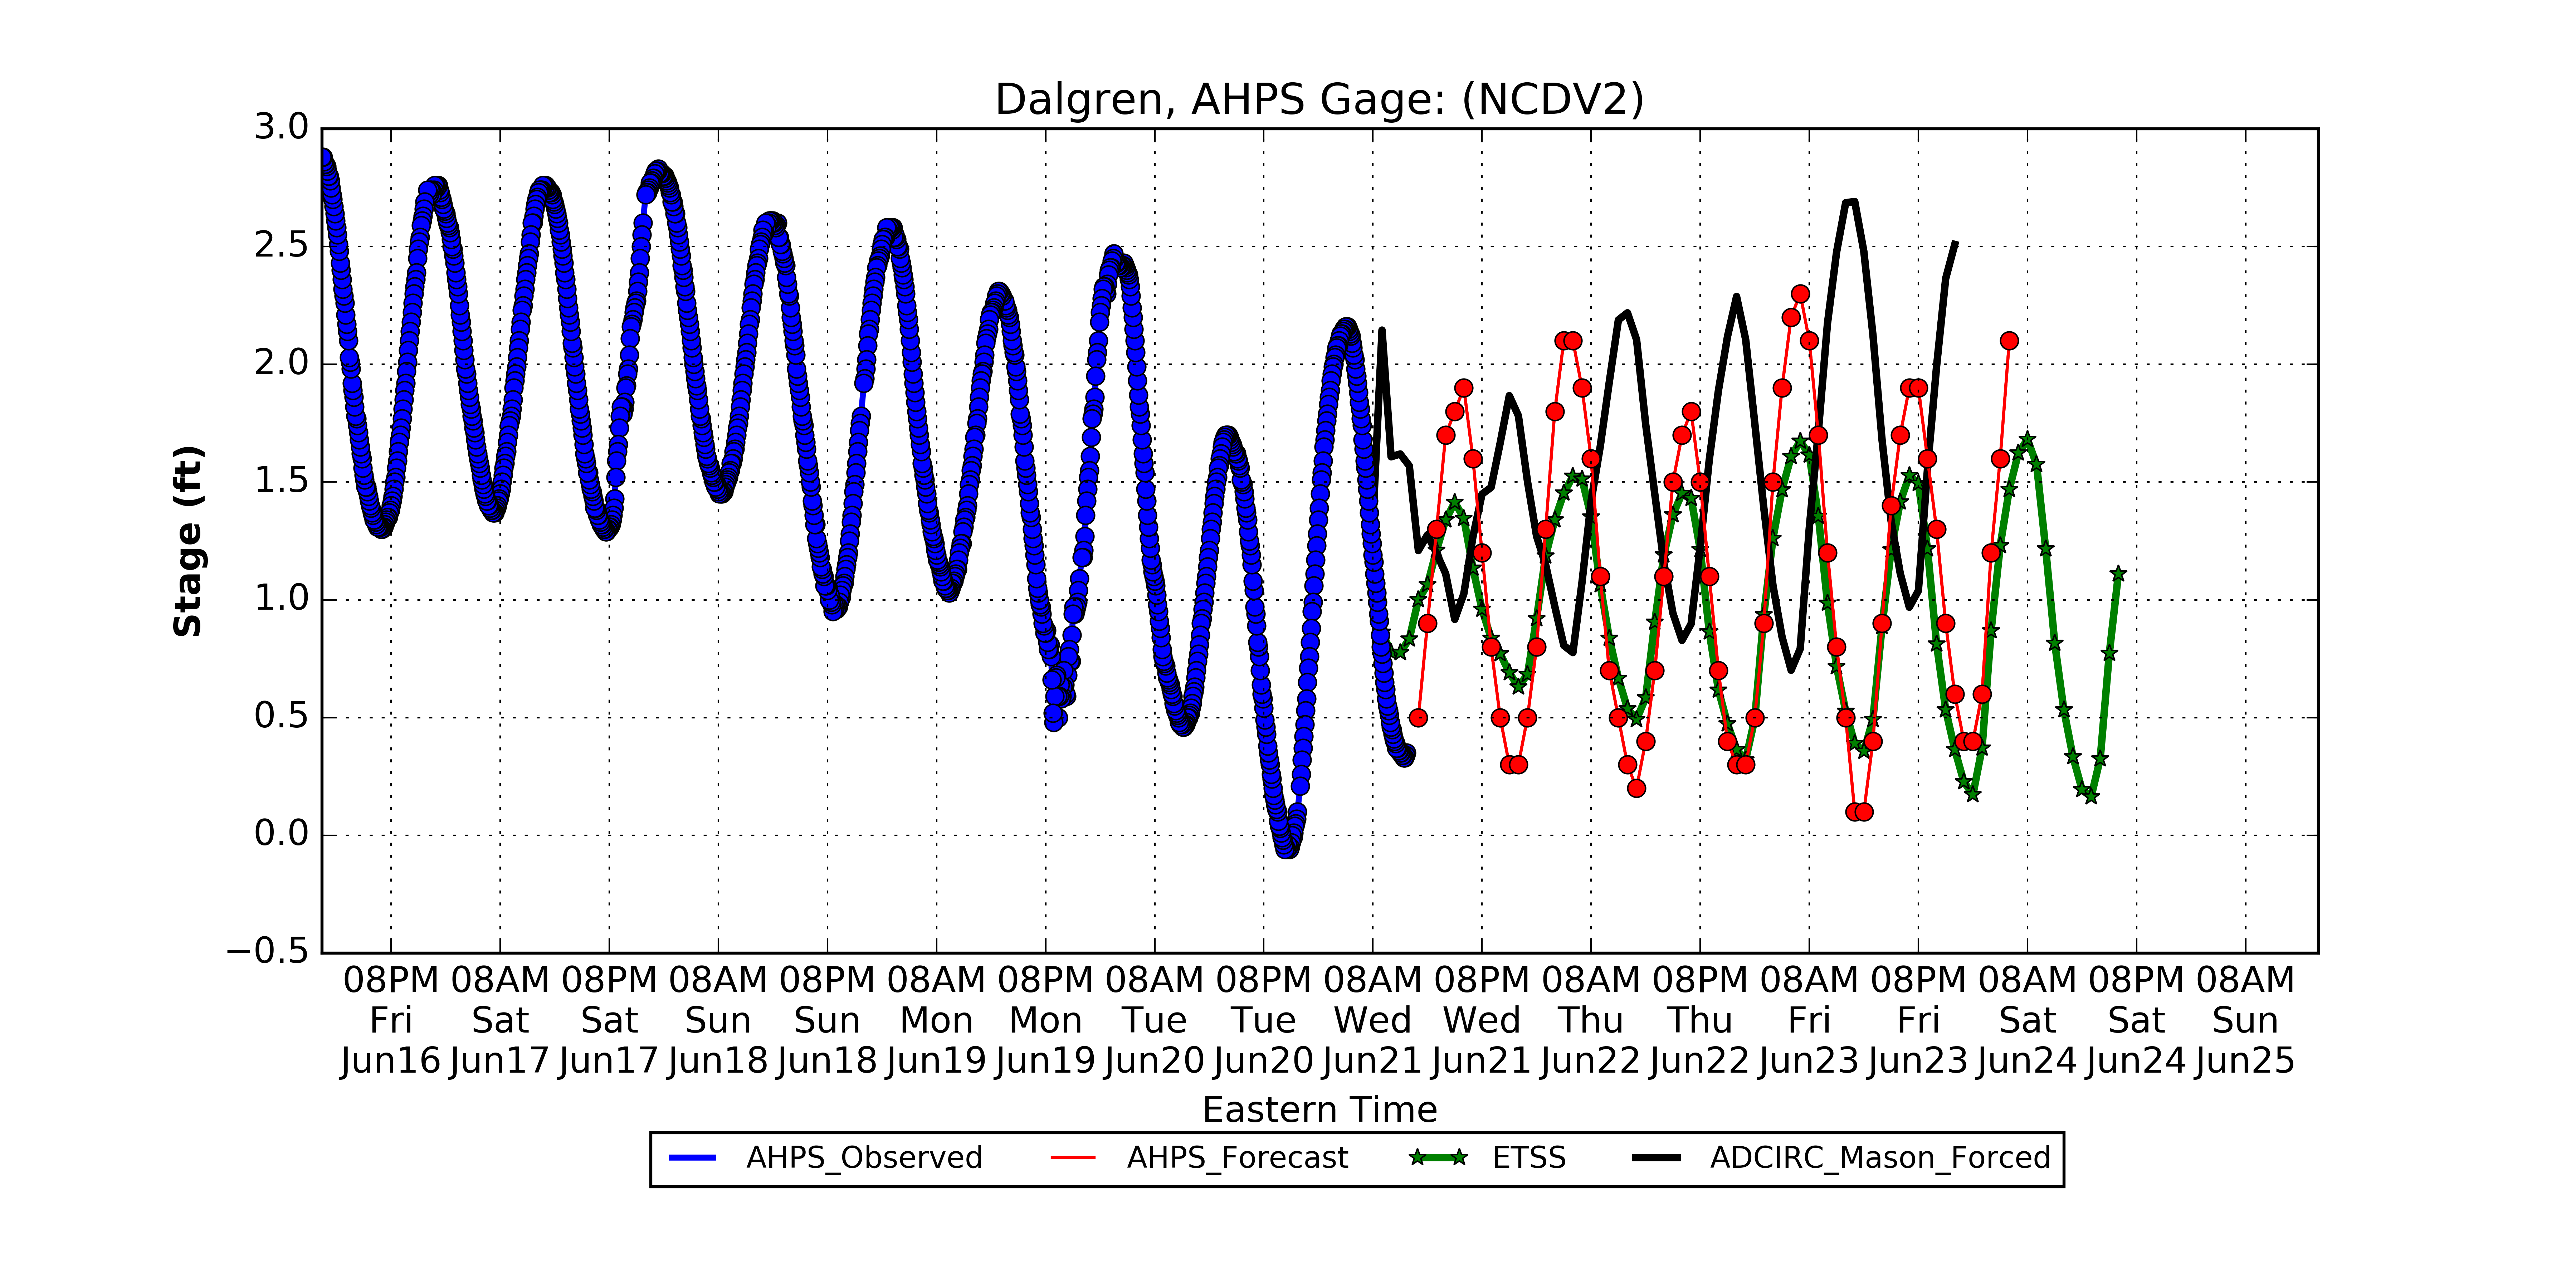 Dalgren, AHPS Gage: (NCDV2)
3.0
2.5
2.0
1.5
1.0
0.5
0.0
−0.5
Stage (ft)
08PM 08AM 08PM 08AM 08PM 08AM 08PM 08AM 08PM 08AM 08PM 08AM 08PM 08AM 08PM 08AM 08PM 08AM
Fri Sat Sat Sun Sun Mon Mon Tue Tue Wed Wed Thu Thu Fri Fri Sat Sat Sun
Jun16 Jun17 Jun17 Jun18 Jun18 Jun19 Jun19 Jun20 Jun20 Jun21 Jun21 Jun22 Jun22 Jun23 Jun23 Jun24 Jun24 Jun25
Eastern Time
AHPS_Observed AHPS_Forecast ETSS ADCIRC_Mason_Forced